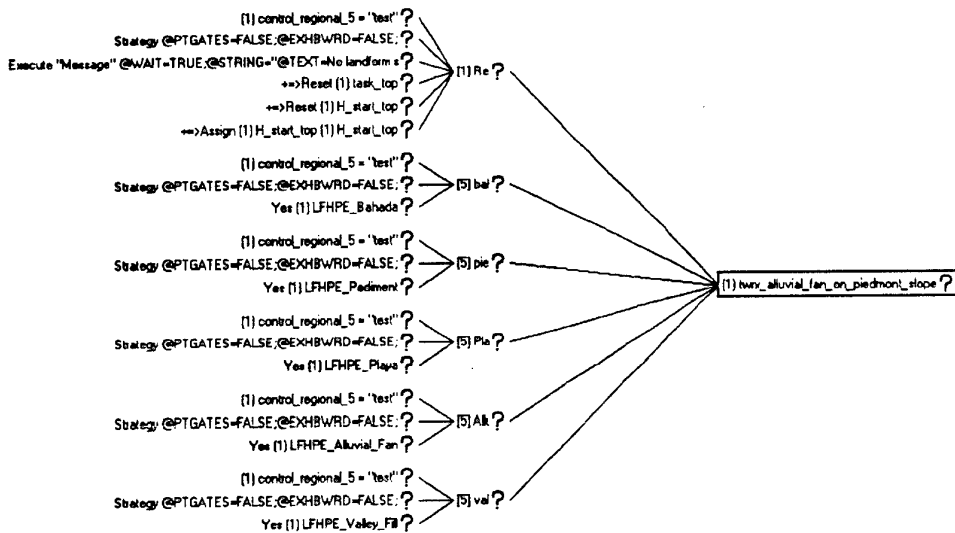 {1} control_regional_5 = "test" ?
Strategy @PTGATES=FALSE;@EXHBWRD=FALSE; ?
Execute "Message" @WAIT=TRUE;@STRING="@TEXT=No landform s ?
+=>Reset {1} task_top ?
+=>Reset {1} H_start_top ?
+=>Assign {1} H_start_top {1} H_start_top ?
[1] Re ?
{1} control_regional_5 = "test" ?
Strategy @PTGATES=FALSE;@EXHBWRD=FALSE; ?
Yes {1} LFHPE_Bahada ?
[5] bal ?
{1} control_regional_5 = "test" ?
Strategy @PTGATES=FALSE;@EXHBWRD=FALSE; ?
Yes {1} LFHPE_Pediment ?
[5] pie ?
{1} control_regional_5 = "test" ?
Strategy @PTGATES=FALSE;@EXHBWRD=FALSE; ?
Yes {1} LFHPE_Playa ?
[5] Pla ?
{1} control_regional_5 = "test" ?
Strategy @PTGATES=FALSE;@EXHBWRD=FALSE; ?
Yes {1} LFHPE_Alluvial_Fan ?
[5] ?
{1} control_regional_5 = "test" ?
Strategy @PTGATES=FALSE;@EXHBWRD=FALSE; ?
Yes {1} LFHPE_Valley_Fill ?
[5] val ?
{1} ?